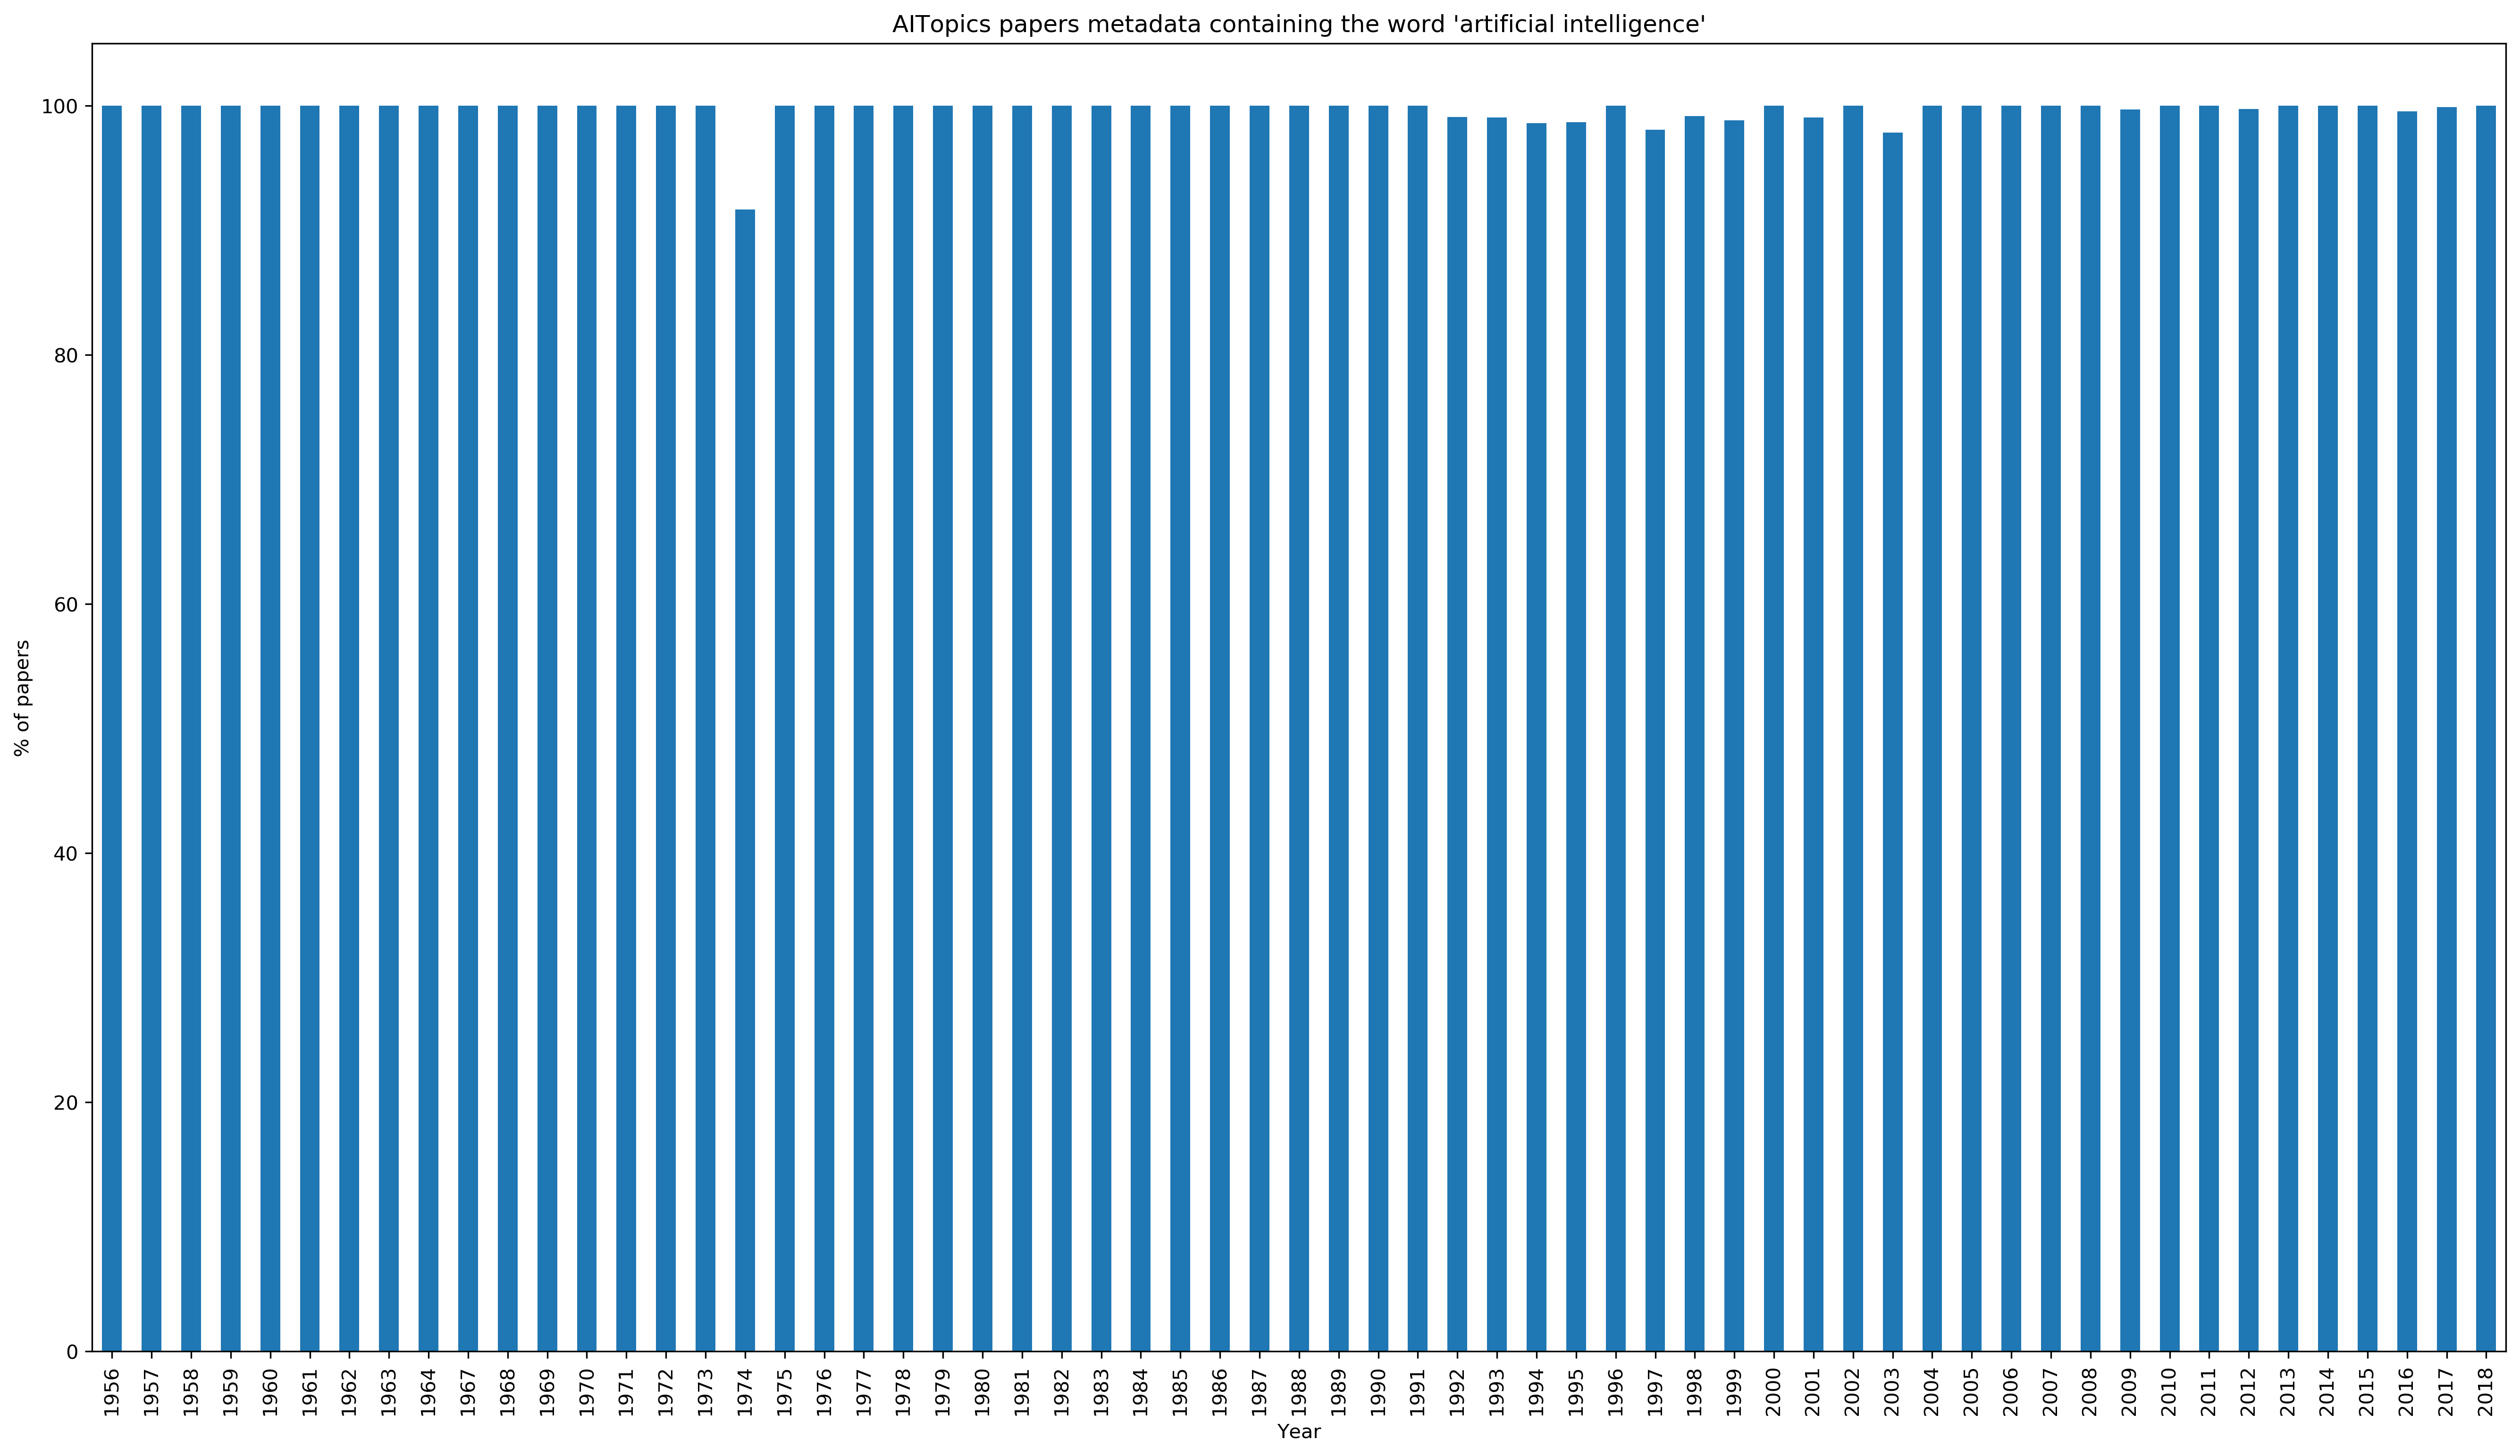 AITopics papers metadata containing the word 'artificial intelligence'
100
80
60
40
20
0
% of papers
1956 1957 1958 1959 1960 1961 1962 1963 1964 1967 1968 1969 1970 1971 1972 1973 1974 1975 1976 1977 1978 1979 1980 1981 1982 1983 1984 1985 1986 1987 1988 1989 1990 1991 1992 1993 1994 1995 1996 1997 1998 1999 2000 2001 2002 2003 2004 2005 2006 2007 2008 2009 2010 2011 2012 2013 2014 2015 2016 2017 2018
Year